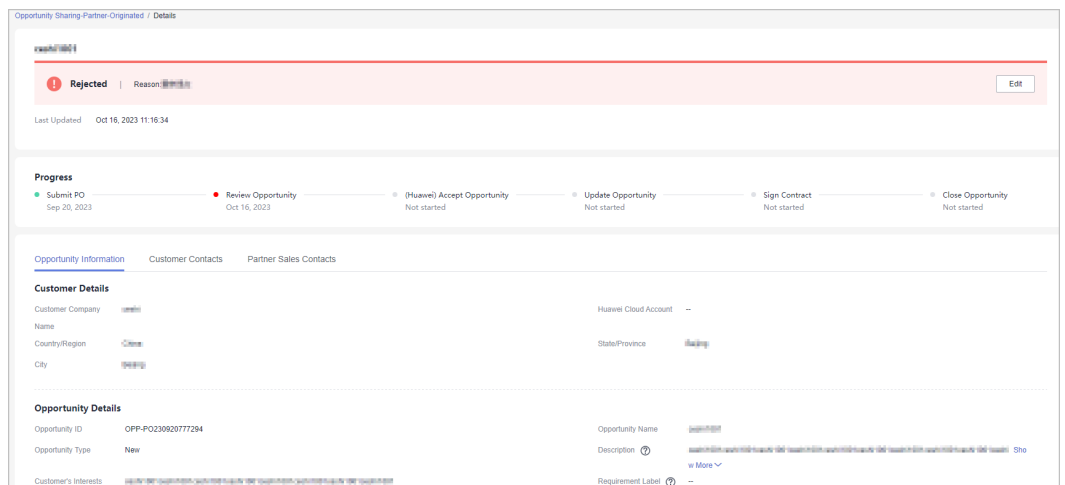 Opportunity Sharing-Partner-Originated / Details
Rejected | Reason:
Edit
Last Updated Oct 16, 2023 11:16:34
Progress
Submit PO
Review Opportunity
(Huawei) Accept Opportunity
Update Opportunity
Sign Contract
Close Opportunity
Sep 20, 2023
Oct 16, 2023
Not started
Not started
Not started
Not started
Opportunity Information
Customer Contacts
Partner Sales Contacts
Customer Details
Customer Company
Name
Huawei Cloud Account --
Country/Region
State/Province
City
Opportunity Details
Opportunity ID OPP-PO230920777294
Opportunity Name
Opportunity Type New
Description ?
Sho
w More
Customer's Interests
Requirement Label ? --